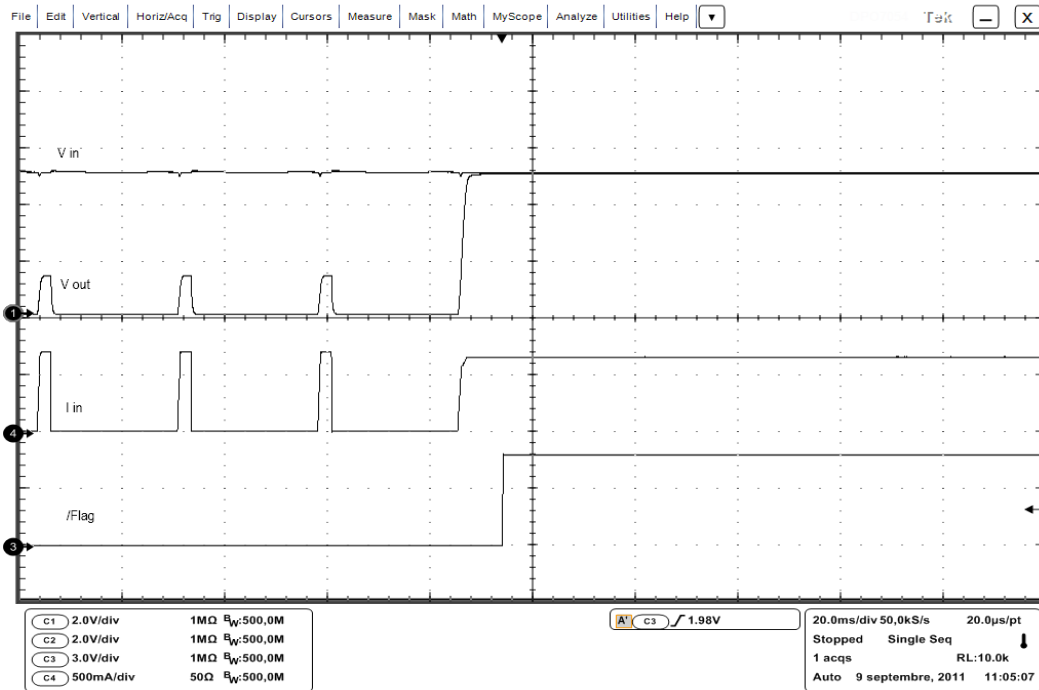 File Edit Vertical Horiz/Acq Trig Display Cursors Measure Mask Math MyScope Analyze Utilities Help Tek X
V in
V out
1
I in
4
/Flag
3
C1 2.0V/div 1MΩ BW:500,0M
C2 2.0V/div 1MΩ BW:500,0M
C3 3.0V/div 1MΩ BW:500,0M
C4 500mA/div 50Ω BW:500,0M
A' C3 1.98V
20.0ms/div 50,0kS/s 20.0µs/pt
Stopped Single Seq
1 acqs RL:10.0k
Auto 9 septembre, 2011 11:05:07